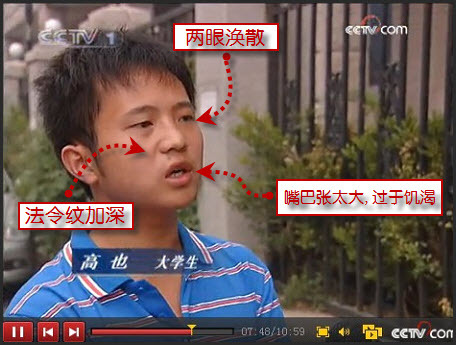 CCTV 1
CCTV.com
两眼涣散
法令纹加深
嘴巴张太大,过于饥渴
高 也 大学生
07:48/10:59
CCTV.com